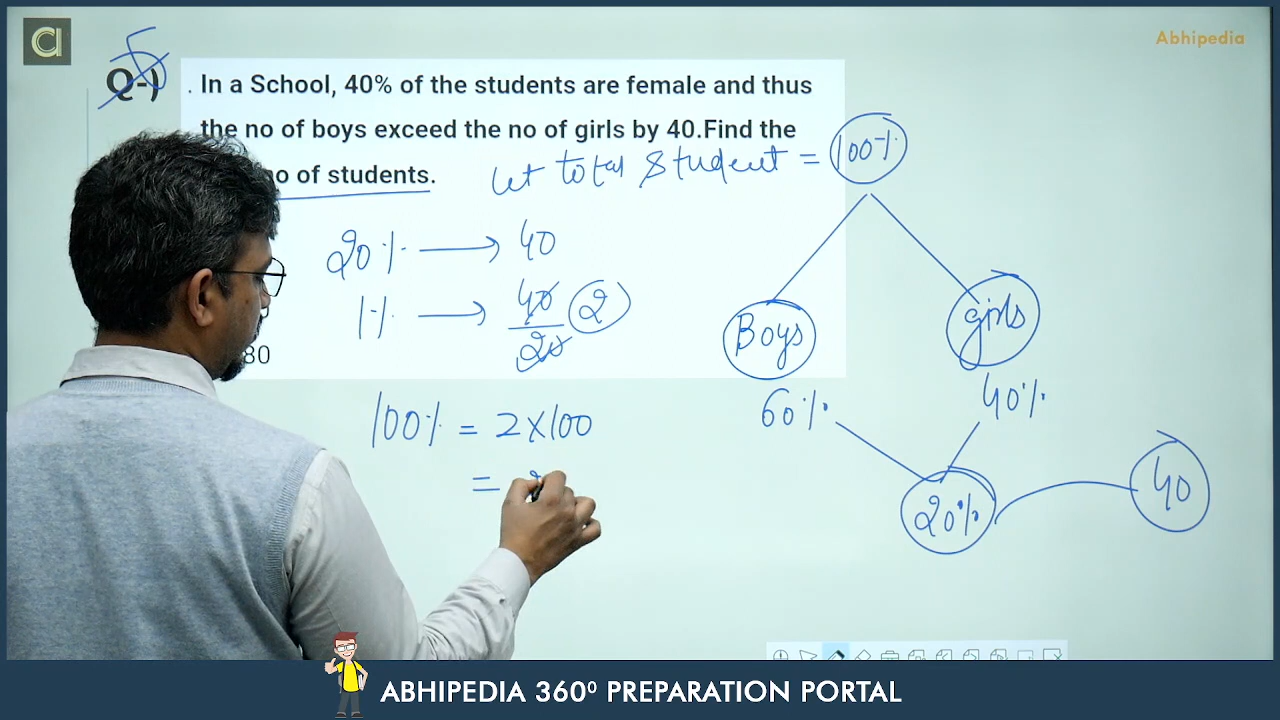 Abhipedia
Q-)
5
. In a School, 40% of the students are female and thus
the no of boys exceed the no of girls by 40.Find the
no of students.
let total student = 100%
20% → 40
1% → 40/20 2
80
100% = 2×100
=
Boys
girls
60%
40%
20%
40
ABHIPEDIA 360⁰ PREPARATION PORTAL